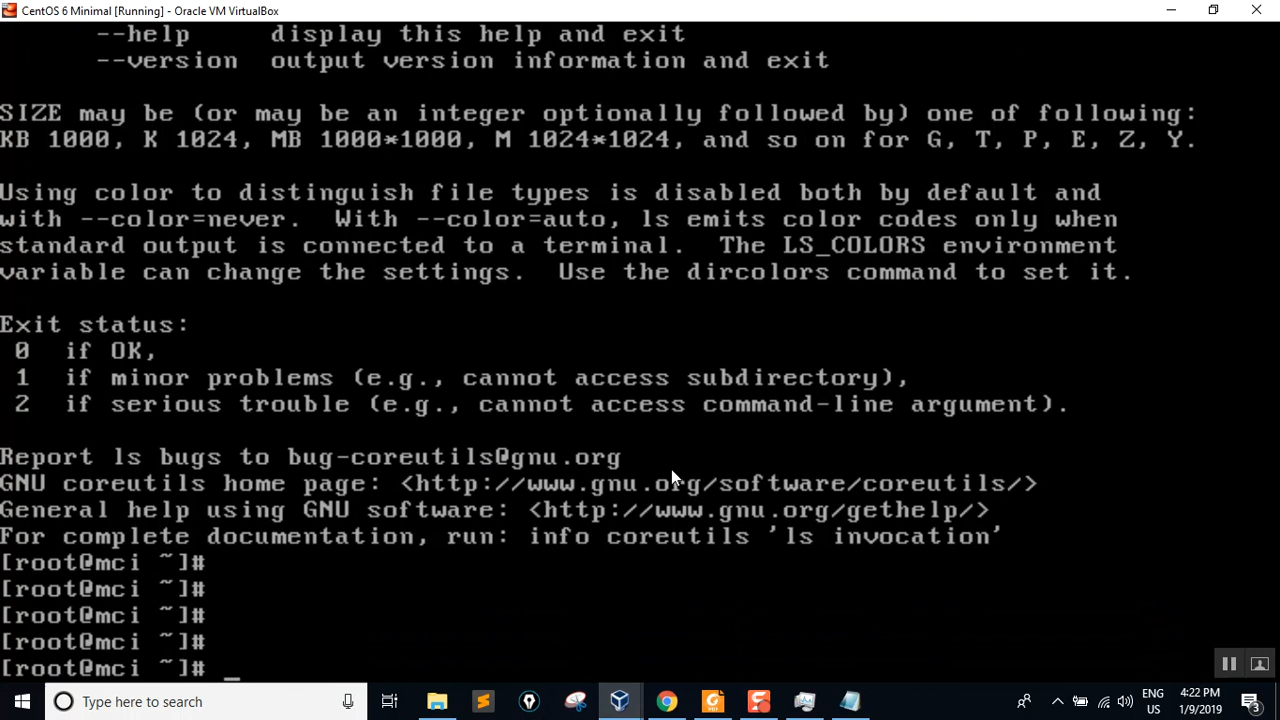 CentOS 6 Minimal [Running] - Oracle VM VirtualBox
--help display this help and exit
--version output version information and exit
SIZE may be (or may be an integer optionally followed by) one of following:
KB 1000, K 1024, MB 1000*1000, M 1024*1024, and so on for G, T, P, E, Z, Y.
Using color to distinguish file types is disabled both by default and
with --color=never. With --color=auto, ls emits color codes only when
standard output is connected to a terminal. The LS_COLORS environment
variable can change the settings. Use the dircolors command to set it.
Exit status:
0 if OK,
1 if minor problems (e.g., cannot access subdirectory),
2 if serious trouble (e.g., cannot access command-line argument).
Report ls bugs to bug-coreutils@gnu.org
GNU coreutils home page: <http://www.gnu.org/software/coreutils/>
General help using GNU software: <http://www.gnu.org/gethelp/>
For complete documentation, run: info coreutils 'ls invocation'
[root@mci ~]#
[root@mci ~]#
[root@mci ~]#
[root@mci ~]#
[root@mci ~]# _
Type here to search
ENG
US
4:22 PM
1/9/2019
3